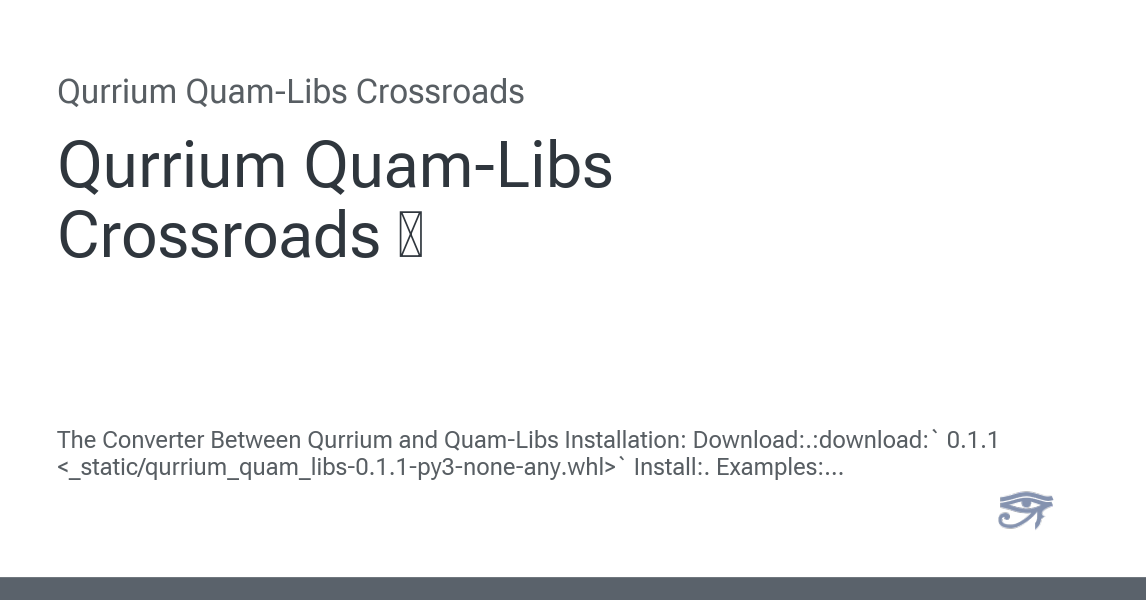 Qurrium Quam-Libs Crossroads
Qurrium Quam-Libs
Crossroads
The Converter Between Qurrium and Quam-Libs Installation: Download:.:download:` 0.1.1
<_static/qurrium_quam_libs-0.1.1-py3-none-any.whl>` Install:. Examples:...